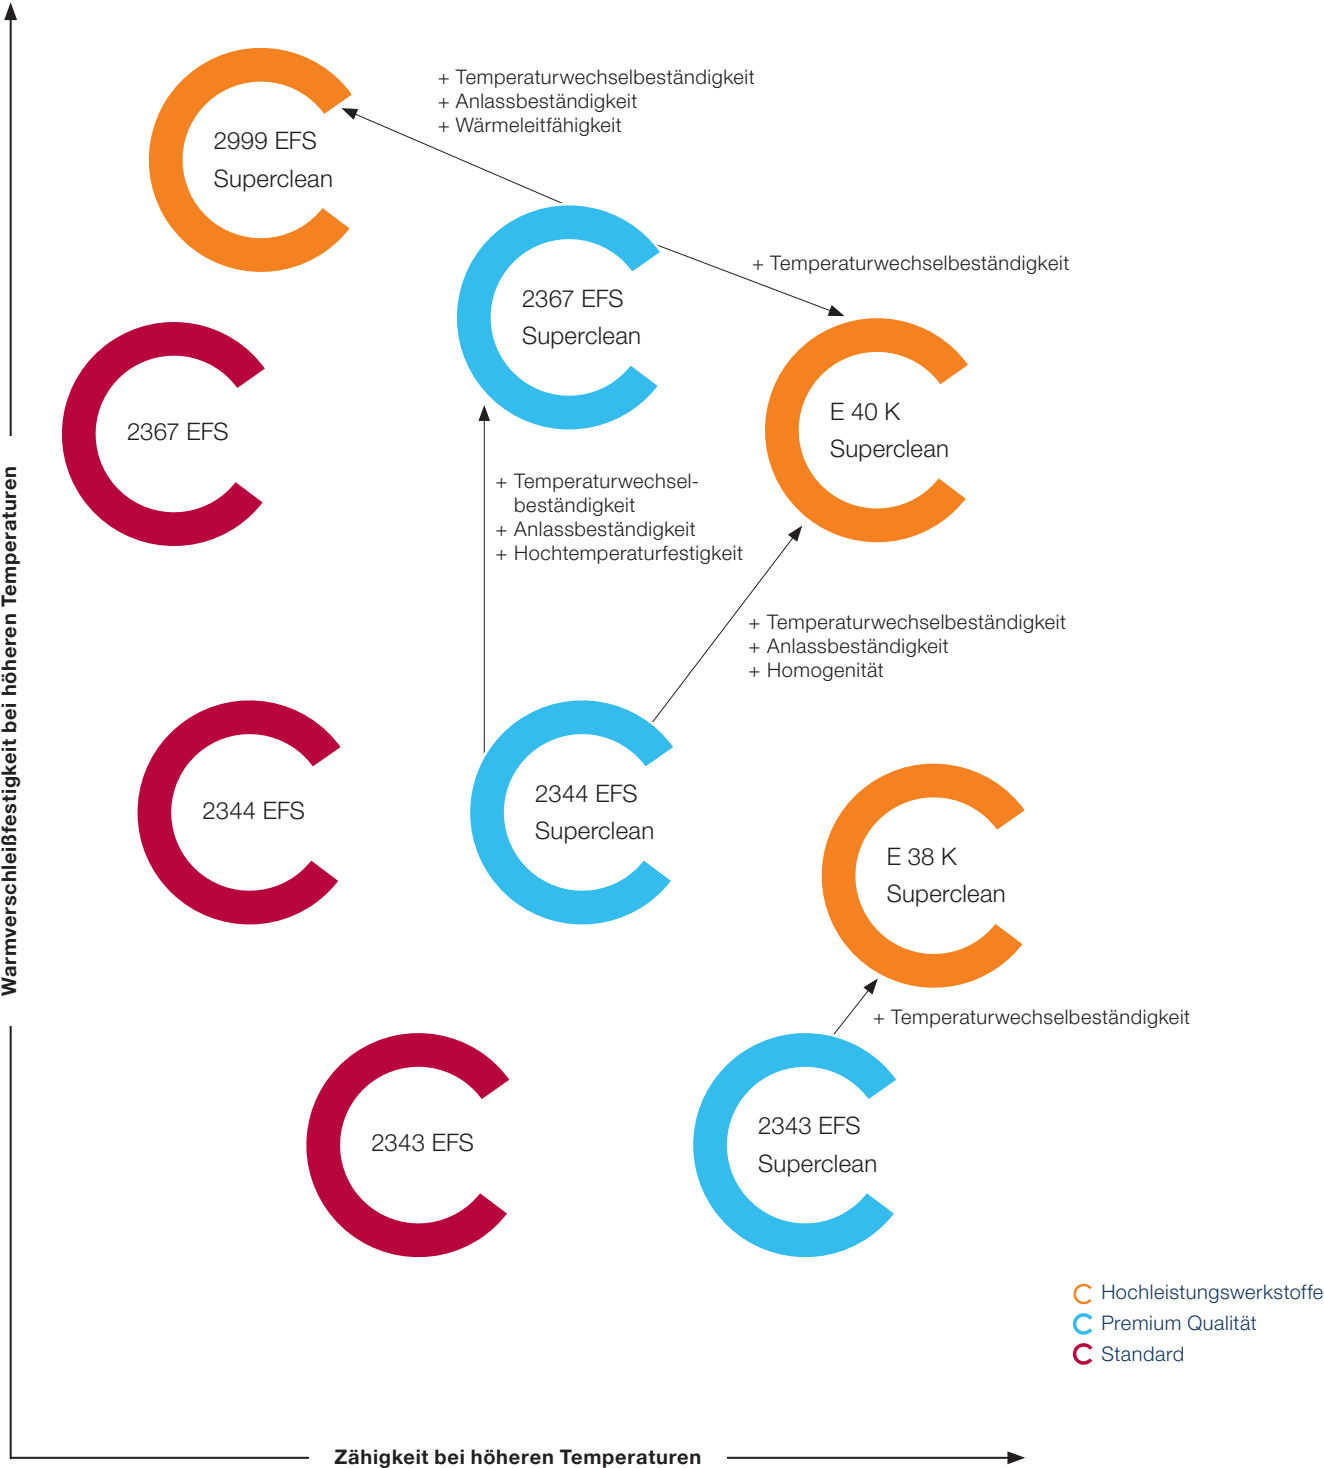 + Temperaturwechselbeständigkeit
+ Anlassbeständigkeit
+ Wärmeleitfähigkeit
2999 EFS
Superclean
+ Temperaturwechselbeständigkeit
2367 EFS
Superclean
2367 EFS
E 40 K
Superclean
+ Temperaturwechsel-
beständigkeit
+ Anlassbeständigkeit
+ Hochtemperaturfestigkeit
+ Temperaturwechselbeständigkeit
+ Anlassbeständigkeit
+ Homogenität
Warmverschleißfestigkeit bei höheren Temperaturen
2344 EFS
2344 EFS
Superclean
E 38 K
Superclean
+ Temperaturwechselbeständigkeit
2343 EFS
2343 EFS
Superclean
Hochleistungswerkstoffe
Premium Qualität
Standard
Zähigkeit bei höheren Temperaturen